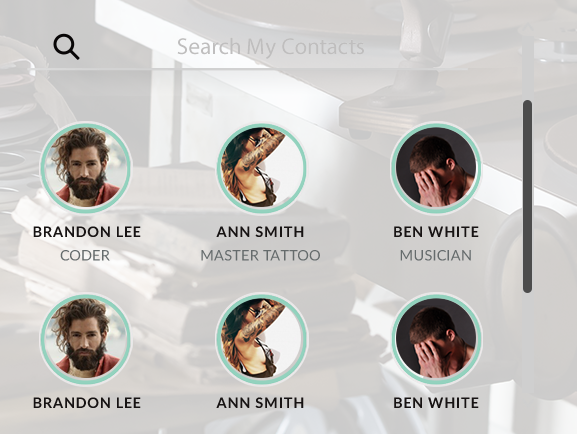 Search My Contacts
BRANDON LEE
ANN SMITH
BEN WHITE
CODER
MASTER TATTOO
MUSICIAN
BRANDON LEE
ANN SMITH
BEN WHITE